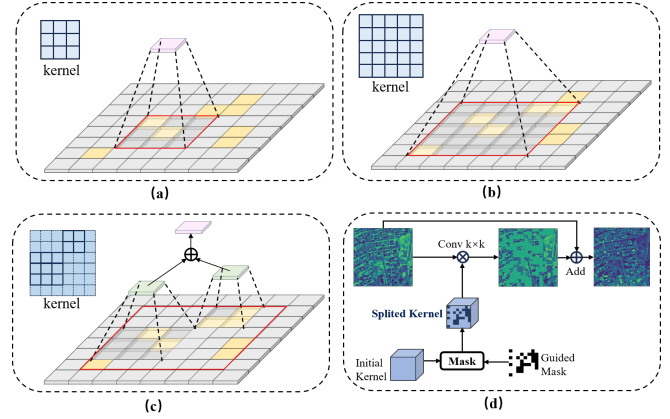 kernel
(a)
kernel
(b)
kernel
(c)
Conv k×k
Add
Splited Kernel
Initial
Kernel
Mask
Guided
Mask
(d)